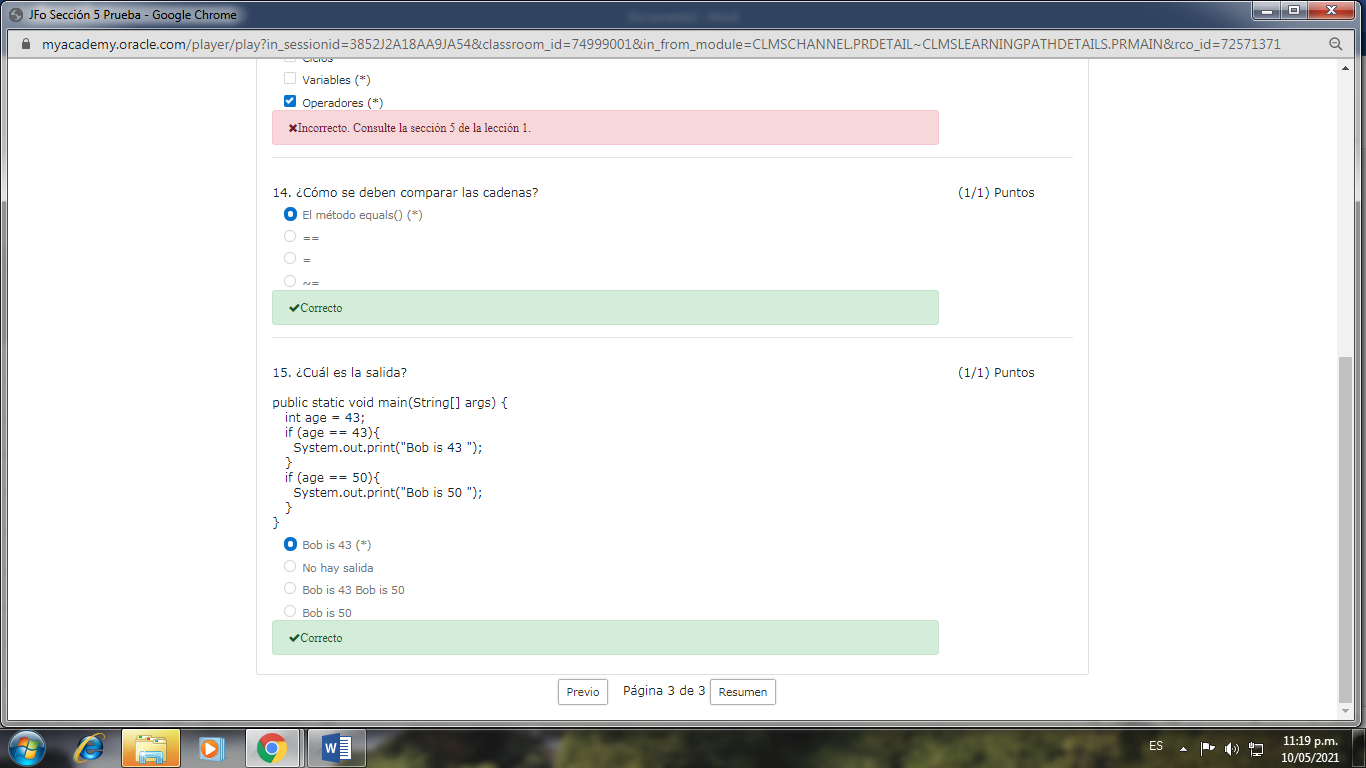 JFo Sección 5 Prueba - Google Chrome
myacademy.oracle.com/player/play?in_sessionid=3852J2A18AA9JA54&classroom_id=74999001&in_from_module=CLMSCHANNEL.PRDETAIL~CLMSLEARNINGPATHDETAILS.PRMAIN&rco_id=72571371
Ciclos
Variables (*)
Operadores (*)
Incorrecto. Consulte la sección 5 de la lección 1.
14. ¿Cómo se deben comparar las cadenas? (1/1) Puntos
El método equals() (*)
==
=
~=
Correcto
15. ¿Cuál es la salida? (1/1) Puntos
public static void main(String[] args) {
int age = 43;
if (age == 43){
System.out.print("Bob is 43 ");
}
if (age == 50){
System.out.print("Bob is 50 ");
}
}
Bob is 43 (*)
No hay salida
Bob is 43 Bob is 50
Bob is 50
Correcto
Previo Página 3 de 3 Resumen
ES 11:19 p.m.
10/05/2021